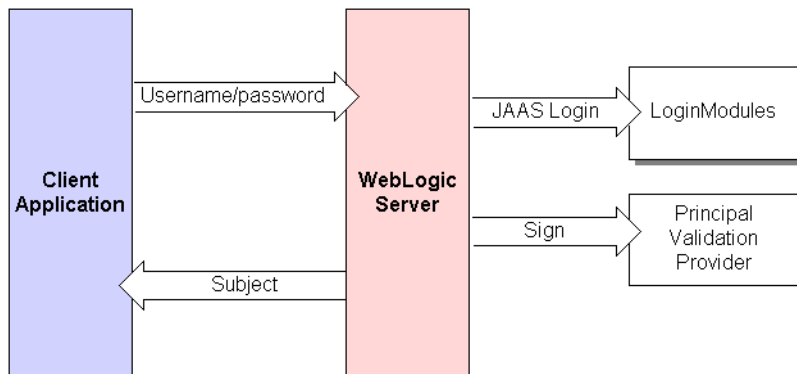 Username/password
JAAS Login
LoginModules
Client
Application
WebLogic
Server
Sign
Principal
Validation
Provider
Subject